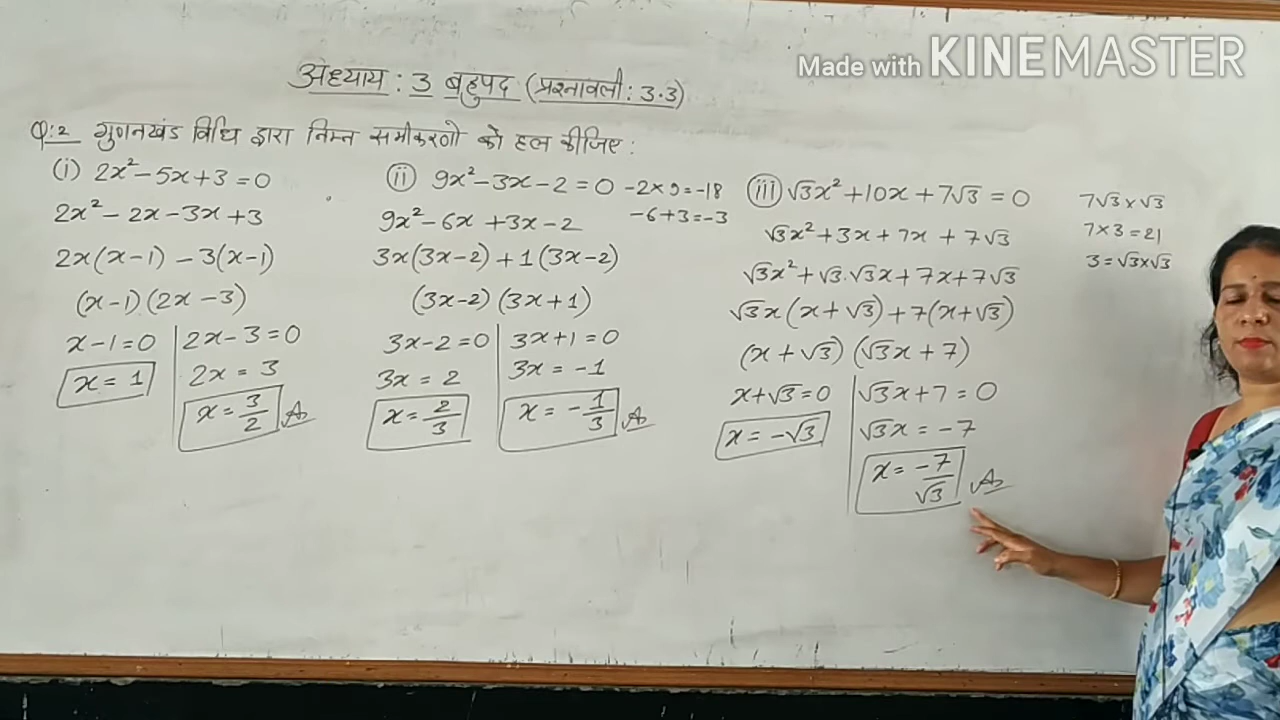 Made with KINEMASTER
अध्याय : 3 बहुपद (प्रश्नावली : 3.3)
Q:2 गुणनखंड विधि द्वारा निम्न समीकरणो को हल कीजिए :
(i) 2x² - 5x + 3 = 0
2x² - 2x - 3x + 3
2x(x-1) - 3(x-1)
(x-1)(2x-3)
x-1=0
x = 1
2x-3=0
2x = 3
x = 3/2 A
(ii) 9x² - 3x - 2 = 0
-2×9 = -18
-6+3 = -3
9x² - 6x + 3x - 2
3x(3x-2) + 1(3x-2)
(3x-2)(3x+1)
3x-2=0
3x = 2
x = 2/3
3x+1=0
3x = -1
x = -1/3 A
(iii) √3x² + 10x + 7√3 = 0
√3x² + 3x + 7x + 7√3
√3x² + √3.√3x + 7x + 7√3
√3x(x+√3) + 7(x+√3)
(x+√3)(√3x+7)
x+√3=0
x = -√3
√3x+7=0
√3x = -7
x = -7/√3 A
7√3×√3
7×3=21
3=√3×√3